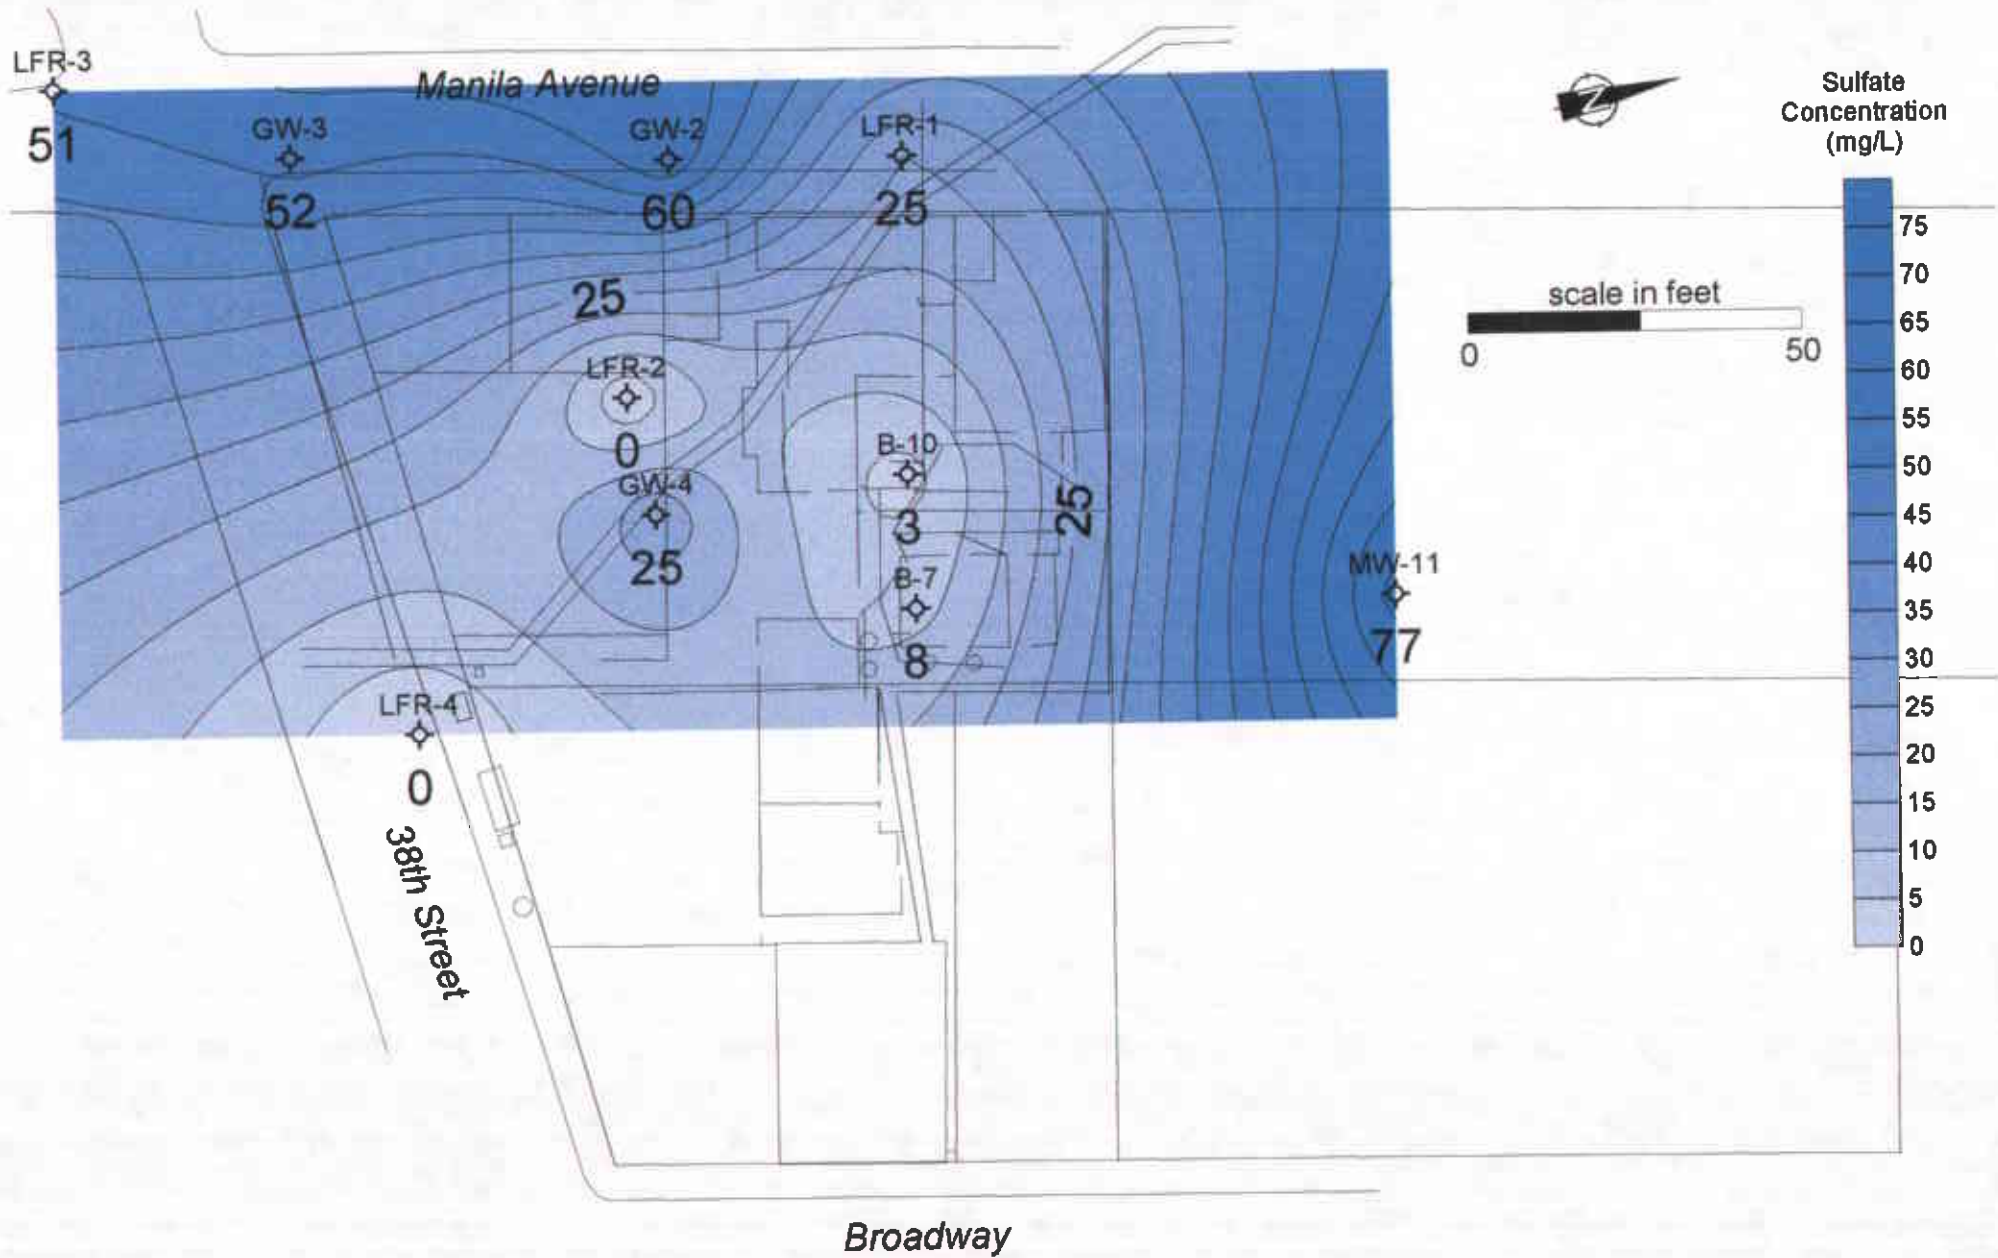 LFR-3
51
Manila Avenue
GW-3
52
GW-2
60
LFR-1
25
Z
Sulfate
Concentration
(mg/L)
scale in feet
0 50
75
70
65
60
55
50
45
40
35
30
25
20
15
10
5
0
25
LFR-2
0
GW-4
25
B-10
3
25
B-7
8
MW-11
77
LFR-4
0
38th Street
Broadway